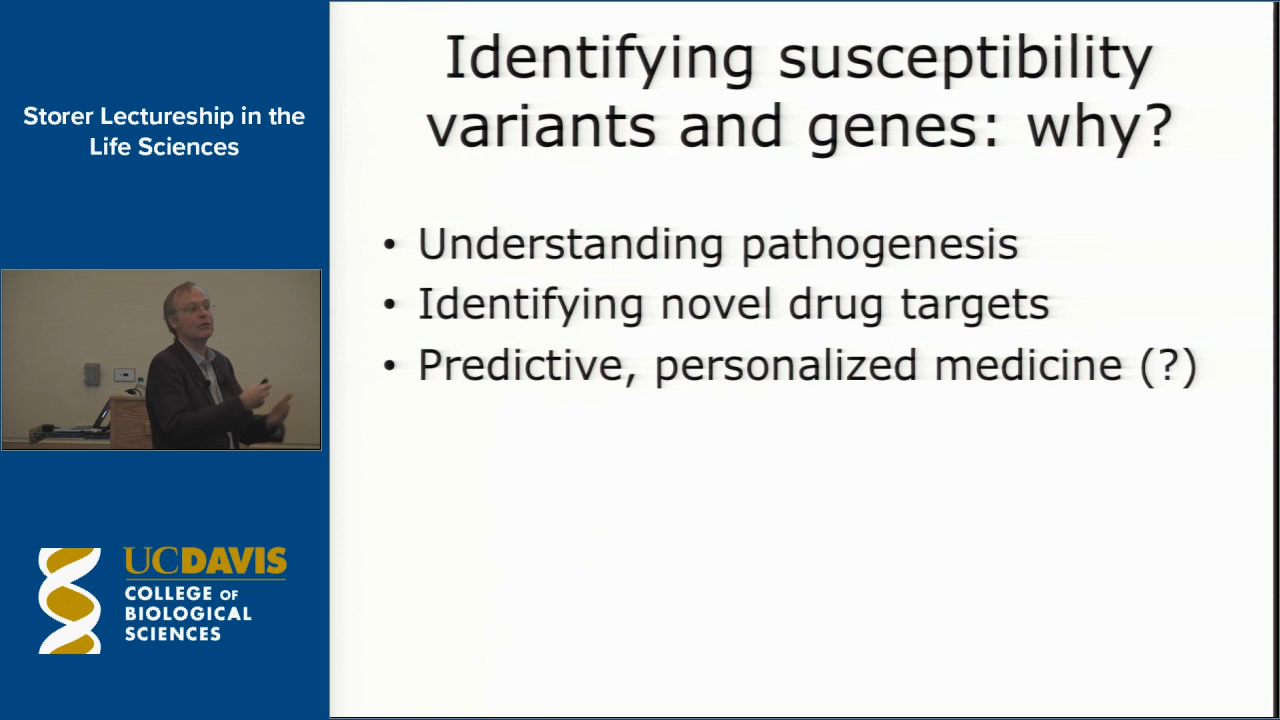 Storer Lectureship in the
Life Sciences
UCDAVIS
COLLEGE OF
BIOLOGICAL
SCIENCES
Identifying susceptibility
variants and genes: why?
• Understanding pathogenesis
• Identifying novel drug targets
• Predictive, personalized medicine (?)